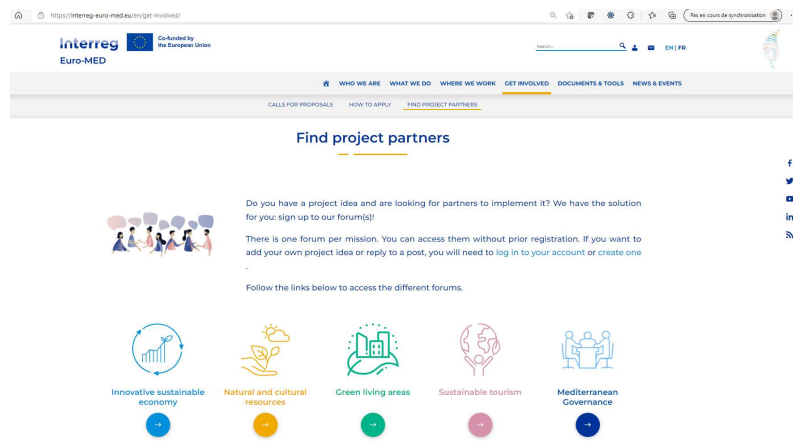 https://interreg-euro-med.eu/en/get-involved/
Pas en cours de synchronisation
Interreg
Co-funded by
the European Union
Euro-MED
Search...
EN | FR
WHO WE ARE WHAT WE DO WHERE WE WORK GET INVOLVED DOCUMENTS & TOOLS NEWS & EVENTS
CALLS FOR PROPOSALS HOW TO APPLY FIND PROJECT PARTNERS
Find project partners
Do you have a project idea and are looking for partners to implement it? We have the solution
for you: sign up to our forum(s)!
There is one forum per mission. You can access them without prior registration. If you want to
add your own project idea or reply to a post, you will need to log in to your account or create one
.
Follow the links below to access the different forums.
Innovative sustainable
economy
Natural and cultural
resources
Green living areas
Sustainable tourism
Mediterranean
Governance